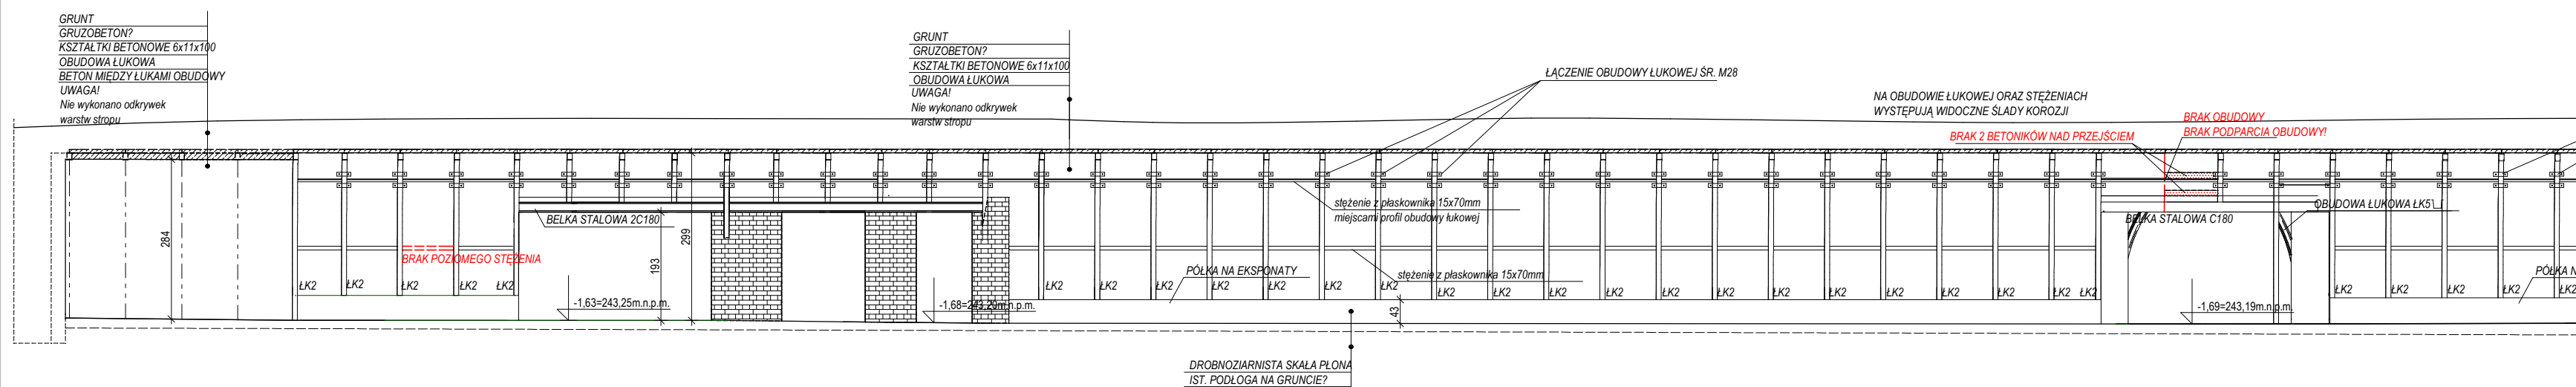 GRUNT
GRUZOBETON?
KSZTAŁTKI BETONOWE 6x11x100
OBUDOWA ŁUKOWA
BETON MIĘDZY ŁUKAMI OBUDOWY
UWAGA!
Nie wykonano odkrywek
warstw stropu
GRUNT
GRUZOBETON?
KSZTAŁTKI BETONOWE 6x11x100
OBUDOWA ŁUKOWA
UWAGA!
Nie wykonano odkrywek
warstw stropu
ŁĄCZENIE OBUDOWY ŁUKOWEJ ŚR. M28
NA OBUDOWIE ŁUKOWEJ ORAZ STĘŻENIACH
WYSTĘPUJĄ WIDOCZNE ŚLADY KOROZJI
BRAK OBUDOWY
BRAK PODPARCIA OBUDOWY!
BRAK 2 BETONIKÓW NAD PRZEJŚCIEM
stężenie z płaskownika 15x70mm
miejscami profil obudowy łukowej
OBUDOWA ŁUKOWA ŁK5
BELKA STALOWA 2C180
BELKA STALOWA C180
284
299
193
BRAK POZIOMEGO STĘŻENIA
PÓŁKA NA EKSPONATY
stężenie z płaskownika 15x70mm
PÓŁKA N
ŁK2 ŁK2 ŁK2 ŁK2 ŁK2 ŁK2 ŁK2 ŁK2 ŁK2 ŁK2 ŁK2 ŁK2 ŁK2 ŁK2 ŁK2 ŁK2 ŁK2 ŁK2 ŁK2 ŁK2 ŁK2 ŁK2 ŁK2 ŁK2 ŁK2 ŁK2 ŁK2 ŁK2 ŁK2 ŁK2
-1,63=243,25m.n.p.m.
-1,68=243,20m.n.p.m.
43
-1,69=243,19m.n.p.m.
DROBNOZIARNISTA SKAŁA PŁONA
IST. PODŁOGA NA GRUNCIE?